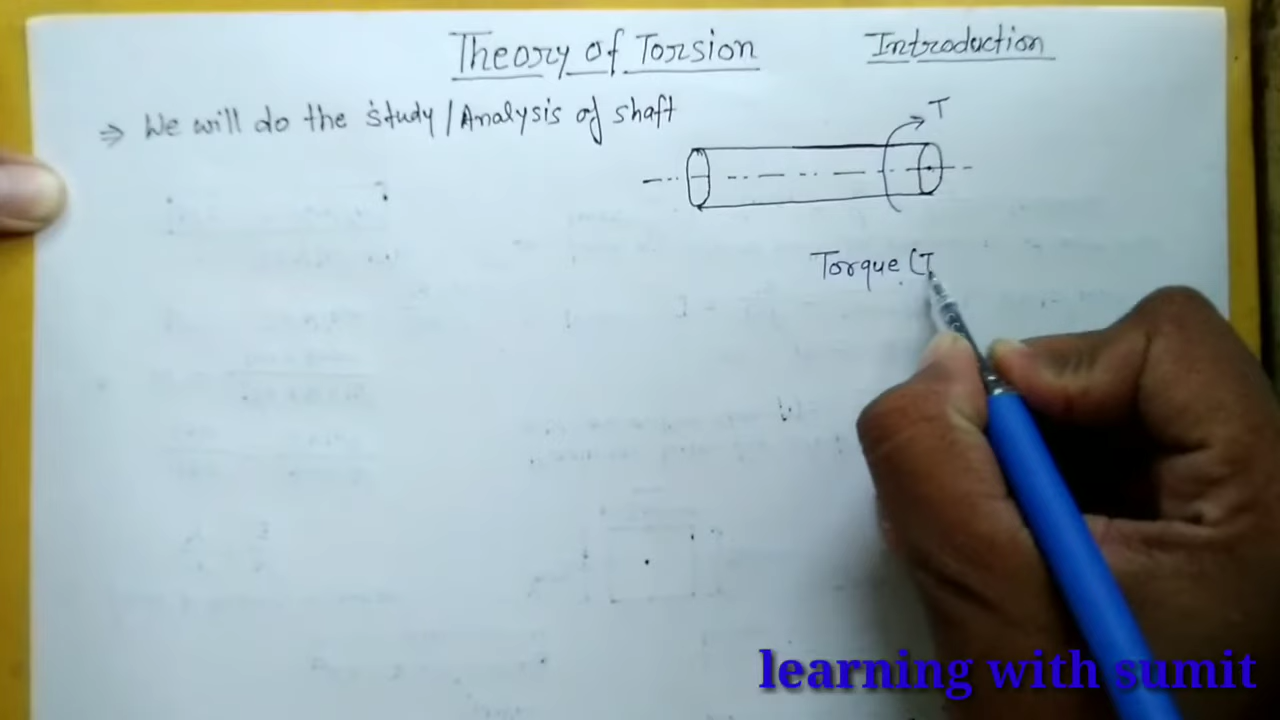 Theory of Torsion Introduction
⇒ We will do the study / Analysis of shaft
T
Torque (T
learning with sumit